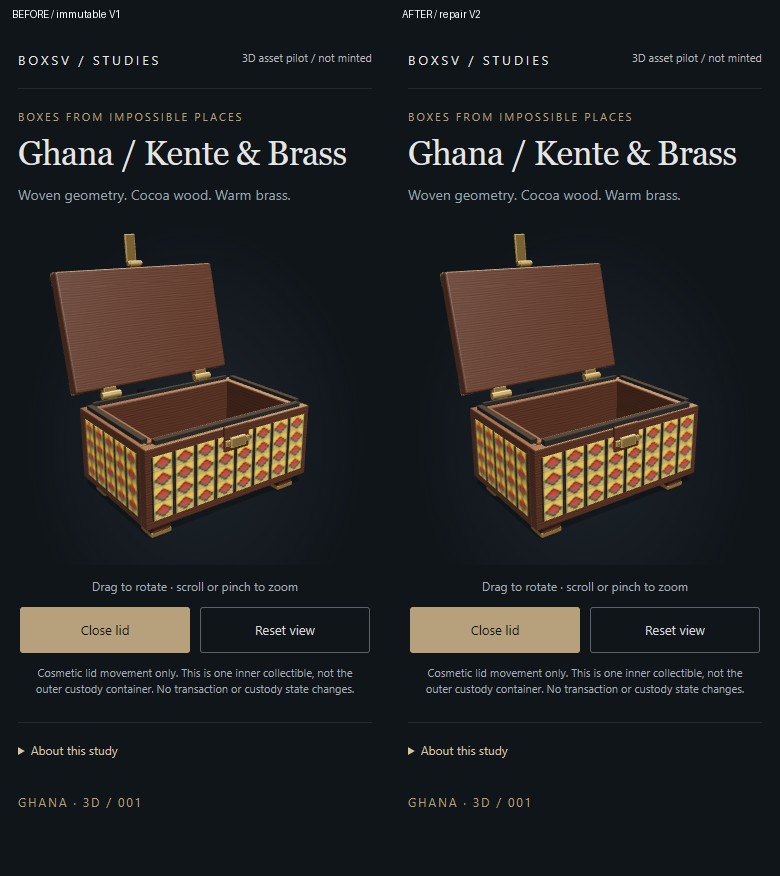 BEFORE / immutable V1
BOXSV / STUDIES
3D asset pilot / not minted
BOXES FROM IMPOSSIBLE PLACES
Ghana / Kente & Brass
Woven geometry. Cocoa wood. Warm brass.
Drag to rotate · scroll or pinch to zoom
Close lid
Reset view
Cosmetic lid movement only. This is one inner collectible, not the
outer custody container. No transaction or custody state changes.
▶ About this study
GHANA · 3D / 001
AFTER / repair V2
BOXSV / STUDIES
3D asset pilot / not minted
BOXES FROM IMPOSSIBLE PLACES
Ghana / Kente & Brass
Woven geometry. Cocoa wood. Warm brass.
Drag to rotate · scroll or pinch to zoom
Close lid
Reset view
Cosmetic lid movement only. This is one inner collectible, not the
outer custody container. No transaction or custody state changes.
▶ About this study
GHANA · 3D / 001